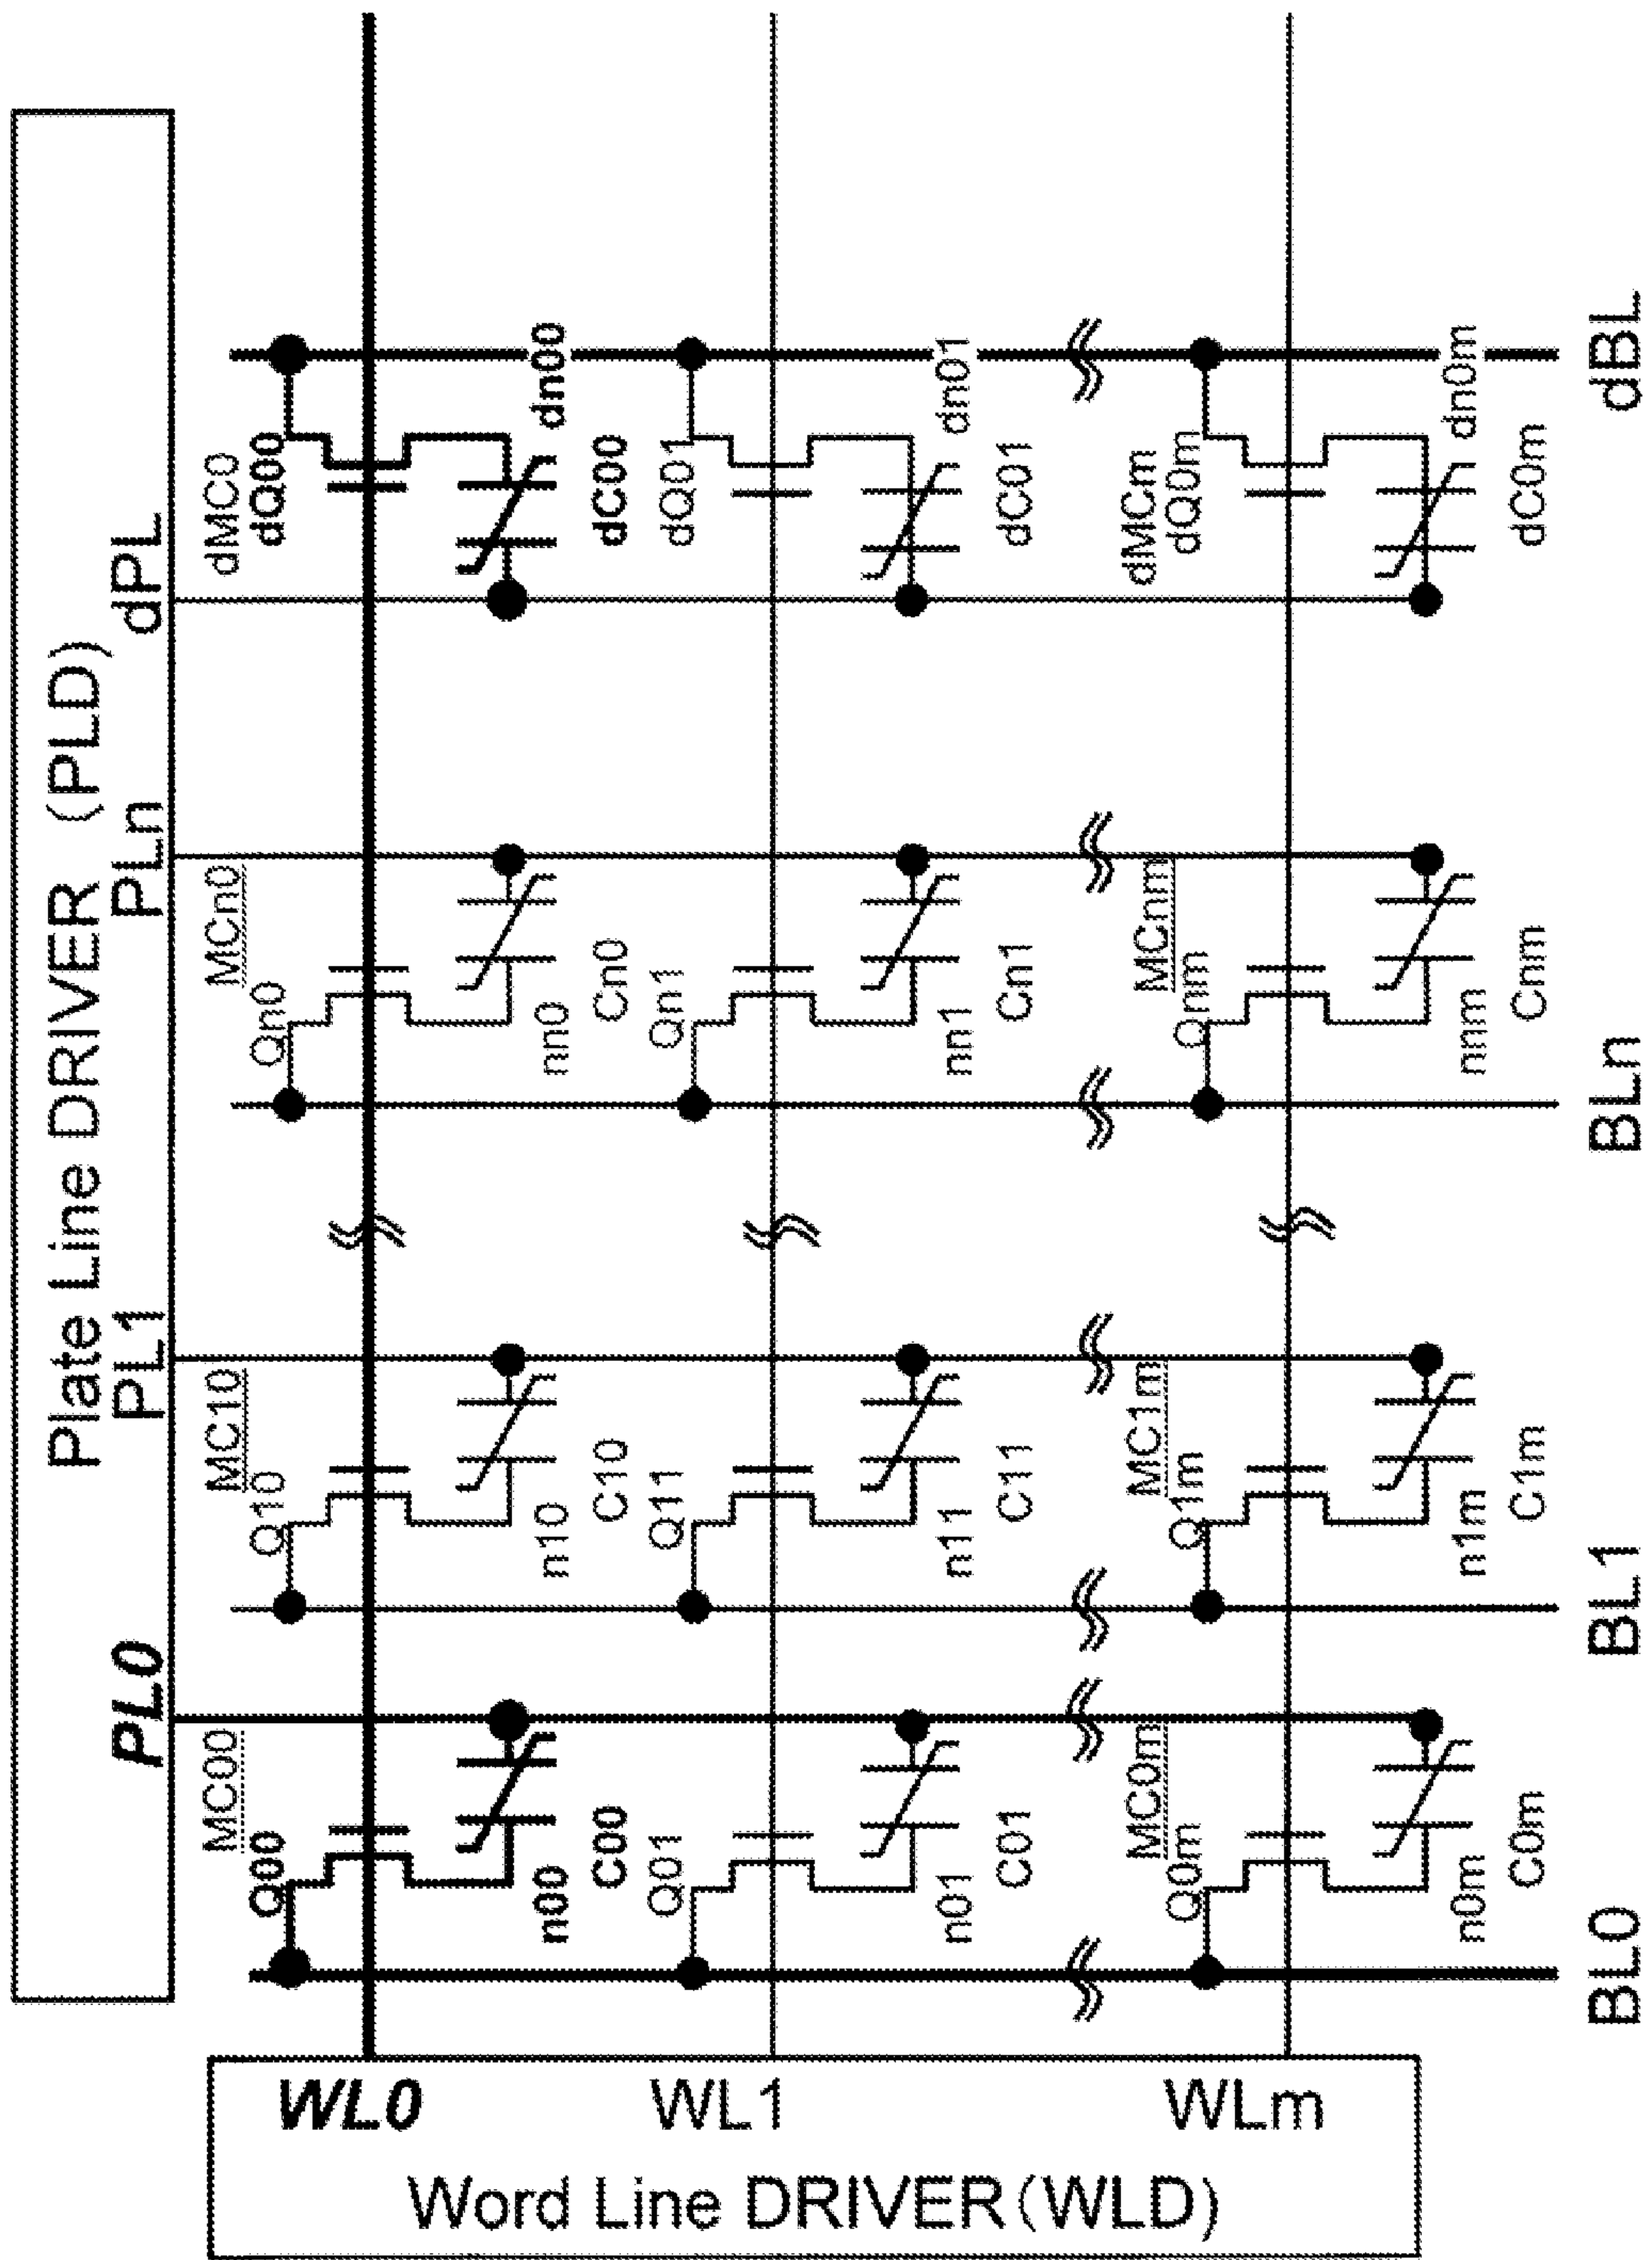 Plate Line DRIVER (PLD)
PL0
PL1
PLn
dPL
MC00
MC10
MCn0
dMC0
Q00
Q10
Qn0
dQ00
n00
n10
nn0
dn00
C00
C10
Cn0
dC00
Q01
Q11
Qn1
dQ01
n01
n11
nn1
dn01
C01
C11
Cn1
dC01
MC0m
MC1m
MCnm
dMCm
Q0m
Q1m
Qnm
dQ0m
n0m
n1m
nnm
dn0m
C0m
C1m
Cnm
dC0m
BL0
BL1
BLn
dBL
WL0
WL1
WLm
Word Line DRIVER(WLD)